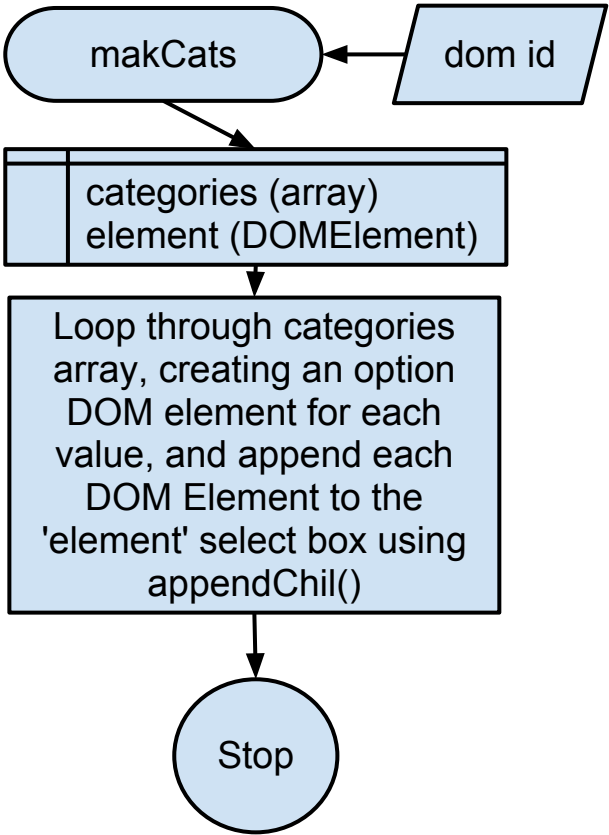 makCats
dom id
categories (array)
element (DOMElement)
Loop through categories
array, creating an option
DOM element for each
value, and append each
DOM Element to the
'element' select box using
appendChil()
Stop